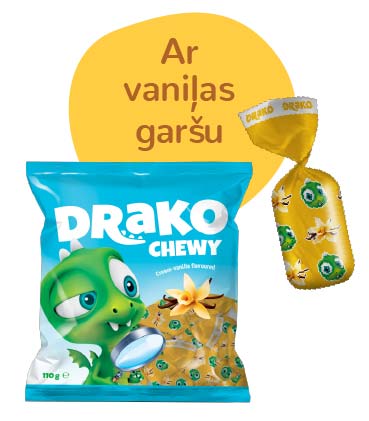 Ar
vaniļas
garšu
DRAKO DRAKO
DRAKO
CHEWY
Cream-vanilla flavoured
110 g e